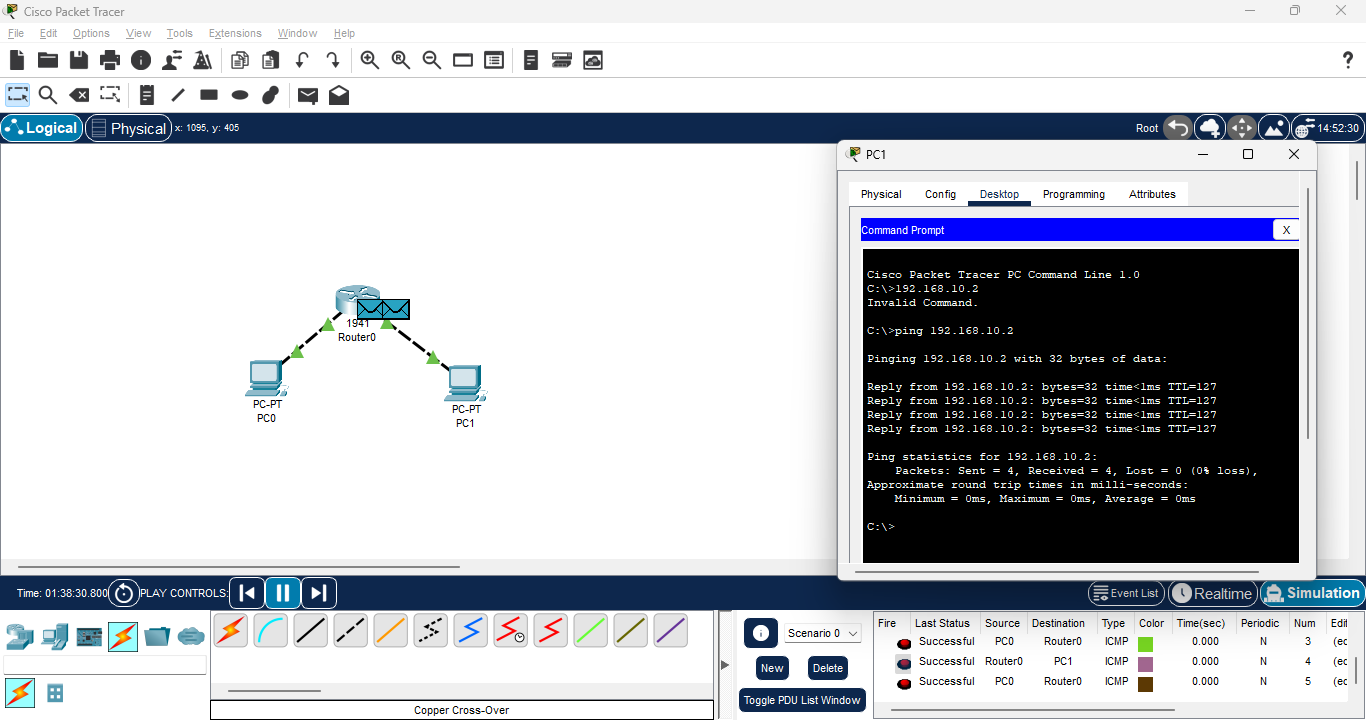 Cisco Packet Tracer
File Edit Options View Tools Extensions Window Help
Logical Physical x: 1095, y: 405 Root 14:52:30
1941
Router0
PC-PT
PC0
PC-PT
PC1
PC1
Physical Config Desktop Programming Attributes
Command Prompt X
Cisco Packet Tracer PC Command Line 1.0
C:\>192.168.10.2
Invalid Command.
C:\>ping 192.168.10.2
Pinging 192.168.10.2 with 32 bytes of data:
Reply from 192.168.10.2: bytes=32 time<1ms TTL=127
Reply from 192.168.10.2: bytes=32 time<1ms TTL=127
Reply from 192.168.10.2: bytes=32 time<1ms TTL=127
Reply from 192.168.10.2: bytes=32 time<1ms TTL=127
Ping statistics for 192.168.10.2:
Packets: Sent = 4, Received = 4, Lost = 0 (0% loss),
Approximate round trip times in milli-seconds:
Minimum = 0ms, Maximum = 0ms, Average = 0ms
C:\>
Time: 01:38:30.800 PLAY CONTROLS: Event List Realtime Simulation
Copper Cross-Over
Scenario 0
New Delete
Toggle PDU List Window
Fire Last Status Source Destination Type Color Time(sec) Periodic Num Edit
Successful PC0 Router0 ICMP 0.000 N 3 (ec
Successful Router0 PC1 ICMP 0.000 N 4 (ec
Successful PC0 Router0 ICMP 0.000 N 5 (ec